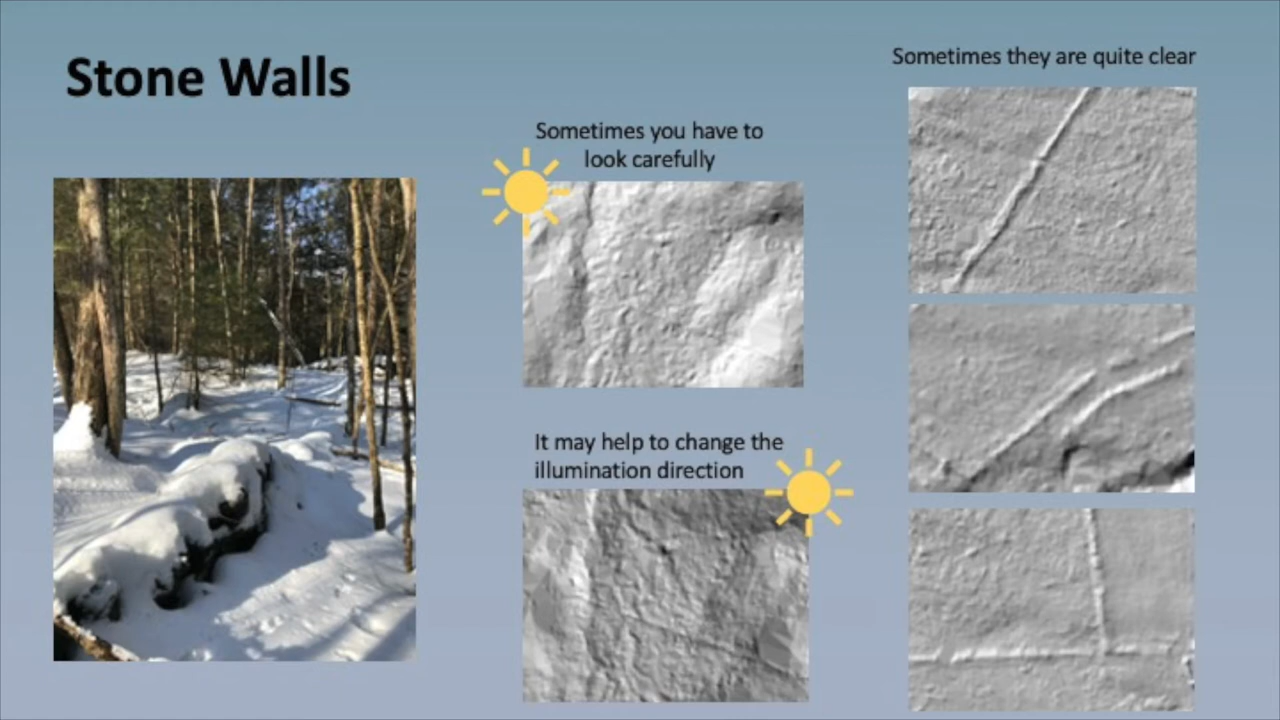 Stone Walls
Sometimes you have to
look carefully
It may help to change the
illumination direction
Sometimes they are quite clear